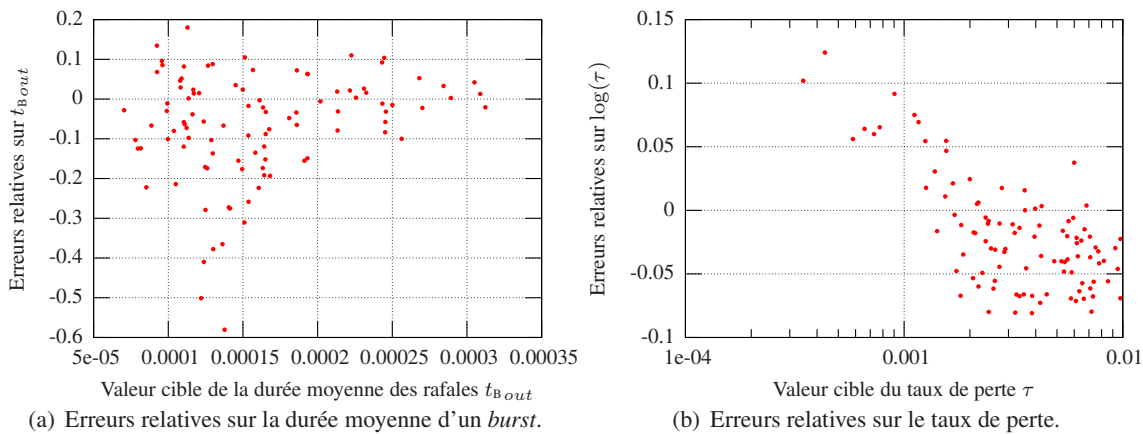 Erreurs relatives sur t_Bout
0.2
0.1
0
-0.1
-0.2
-0.3
-0.4
-0.5
-0.6
5e-05 0.0001 0.00015 0.0002 0.00025 0.0003 0.00035
Valeur cible de la durée moyenne des rafales t_Bout
(a) Erreurs relatives sur la durée moyenne d'un burst.
Erreurs relatives sur log(τ)
0.15
0.1
0.05
0
-0.05
-0.1
1e-04 0.001 0.01
Valeur cible du taux de perte τ
(b) Erreurs relatives sur le taux de perte.